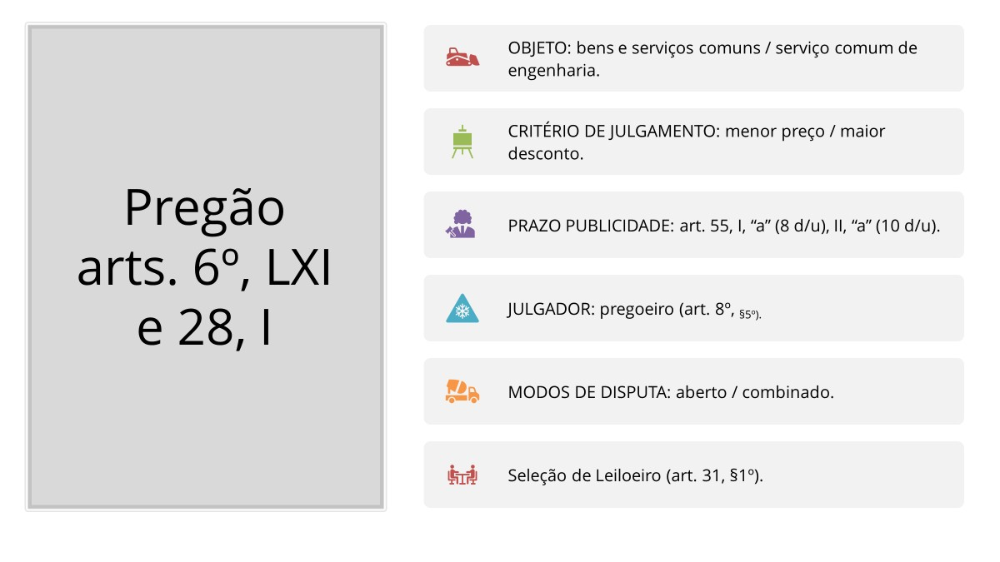 Pregão
arts. 6º, LXI
e 28, I
OBJETO: bens e serviços comuns / serviço comum de
engenharia.
CRITÉRIO DE JULGAMENTO: menor preço / maior
desconto.
PRAZO PUBLICIDADE: art. 55, I, “a” (8 d/u), II, “a” (10 d/u).
JULGADOR: pregoeiro (art. 8º, §5º).
MODOS DE DISPUTA: aberto / combinado.
Seleção de Leiloeiro (art. 31, §1º).